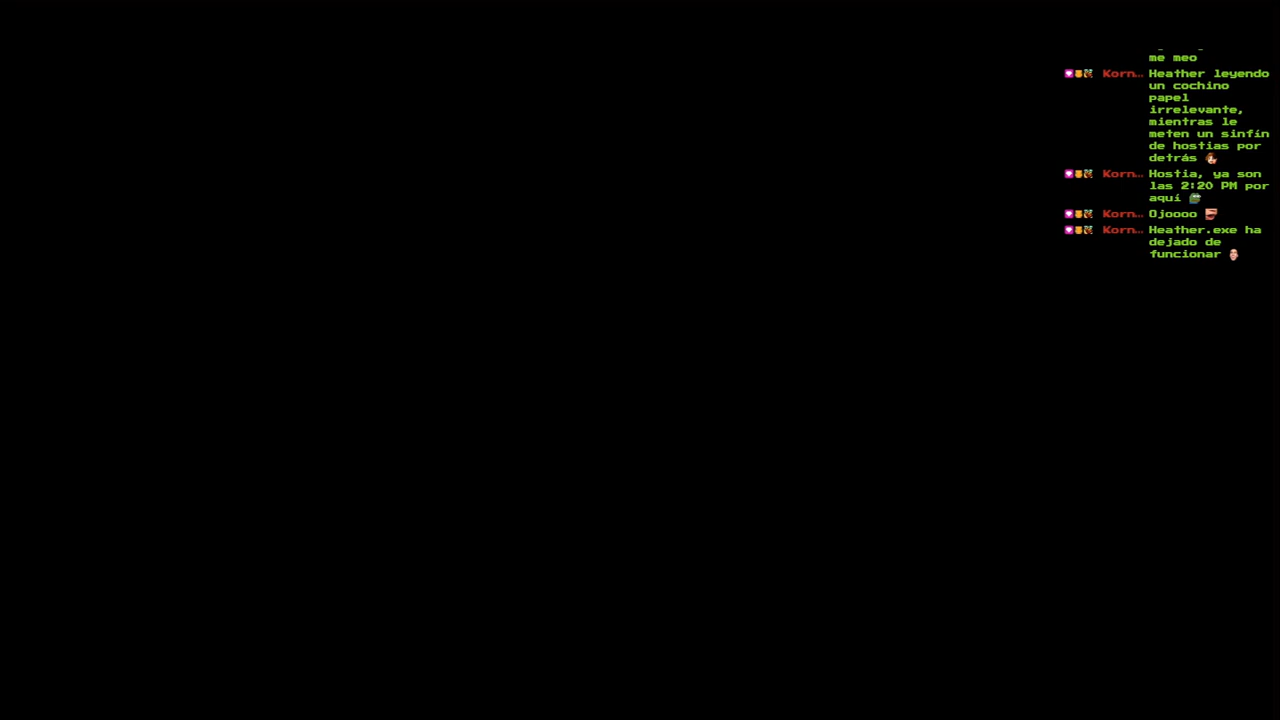 me meo
Korn… Heather leyendo
un cochino
papel
irrelevante,
mientras le
meten un sinfín
de hostias por
detrás
Korn… Hostia, ya son
las 2:20 PM por
aquí
Korn… Ojoooo
Korn… Heather.exe ha
dejado de
funcionar